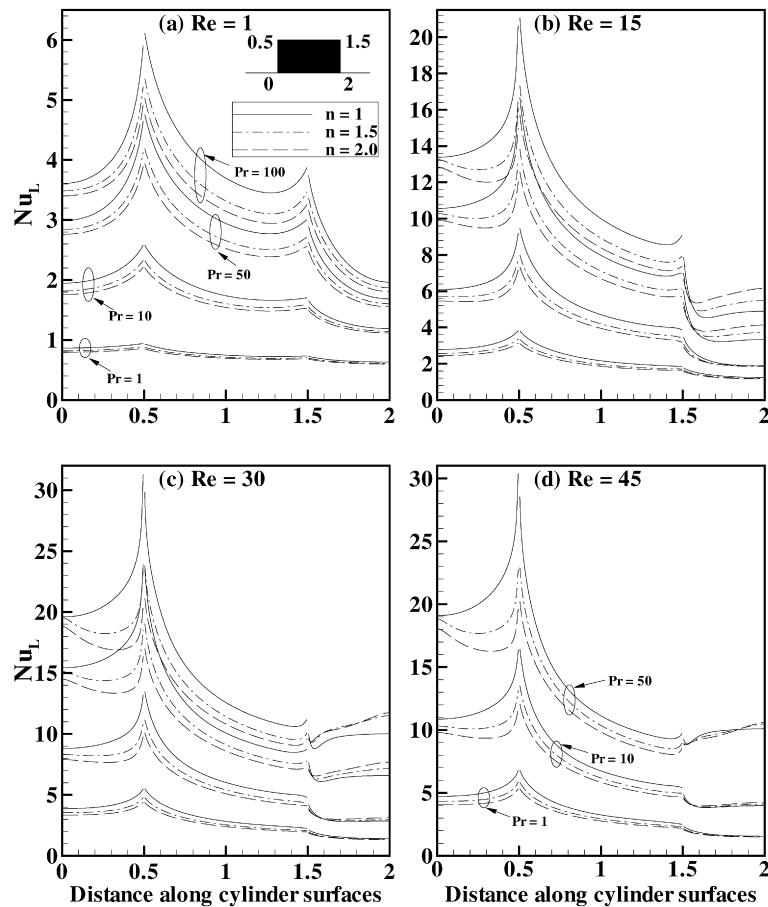 (a) Re = 1
0.5
1.5
0
2
n = 1
n = 1.5
n = 2.0
Pr = 100
Pr = 50
Pr = 10
Pr = 1
Nu_L
6
5
4
3
2
1
0
0 0.5 1 1.5 2
(b) Re = 15
20
18
16
14
12
10
8
6
4
2
0
0 0.5 1 1.5 2
(c) Re = 30
Nu_L
30
25
20
15
10
5
0
0 0.5 1 1.5 2
Distance along cylinder surfaces
(d) Re = 45
Pr = 50
Pr = 10
Pr = 1
30
25
20
15
10
5
0
0 0.5 1 1.5 2
Distance along cylinder surfaces